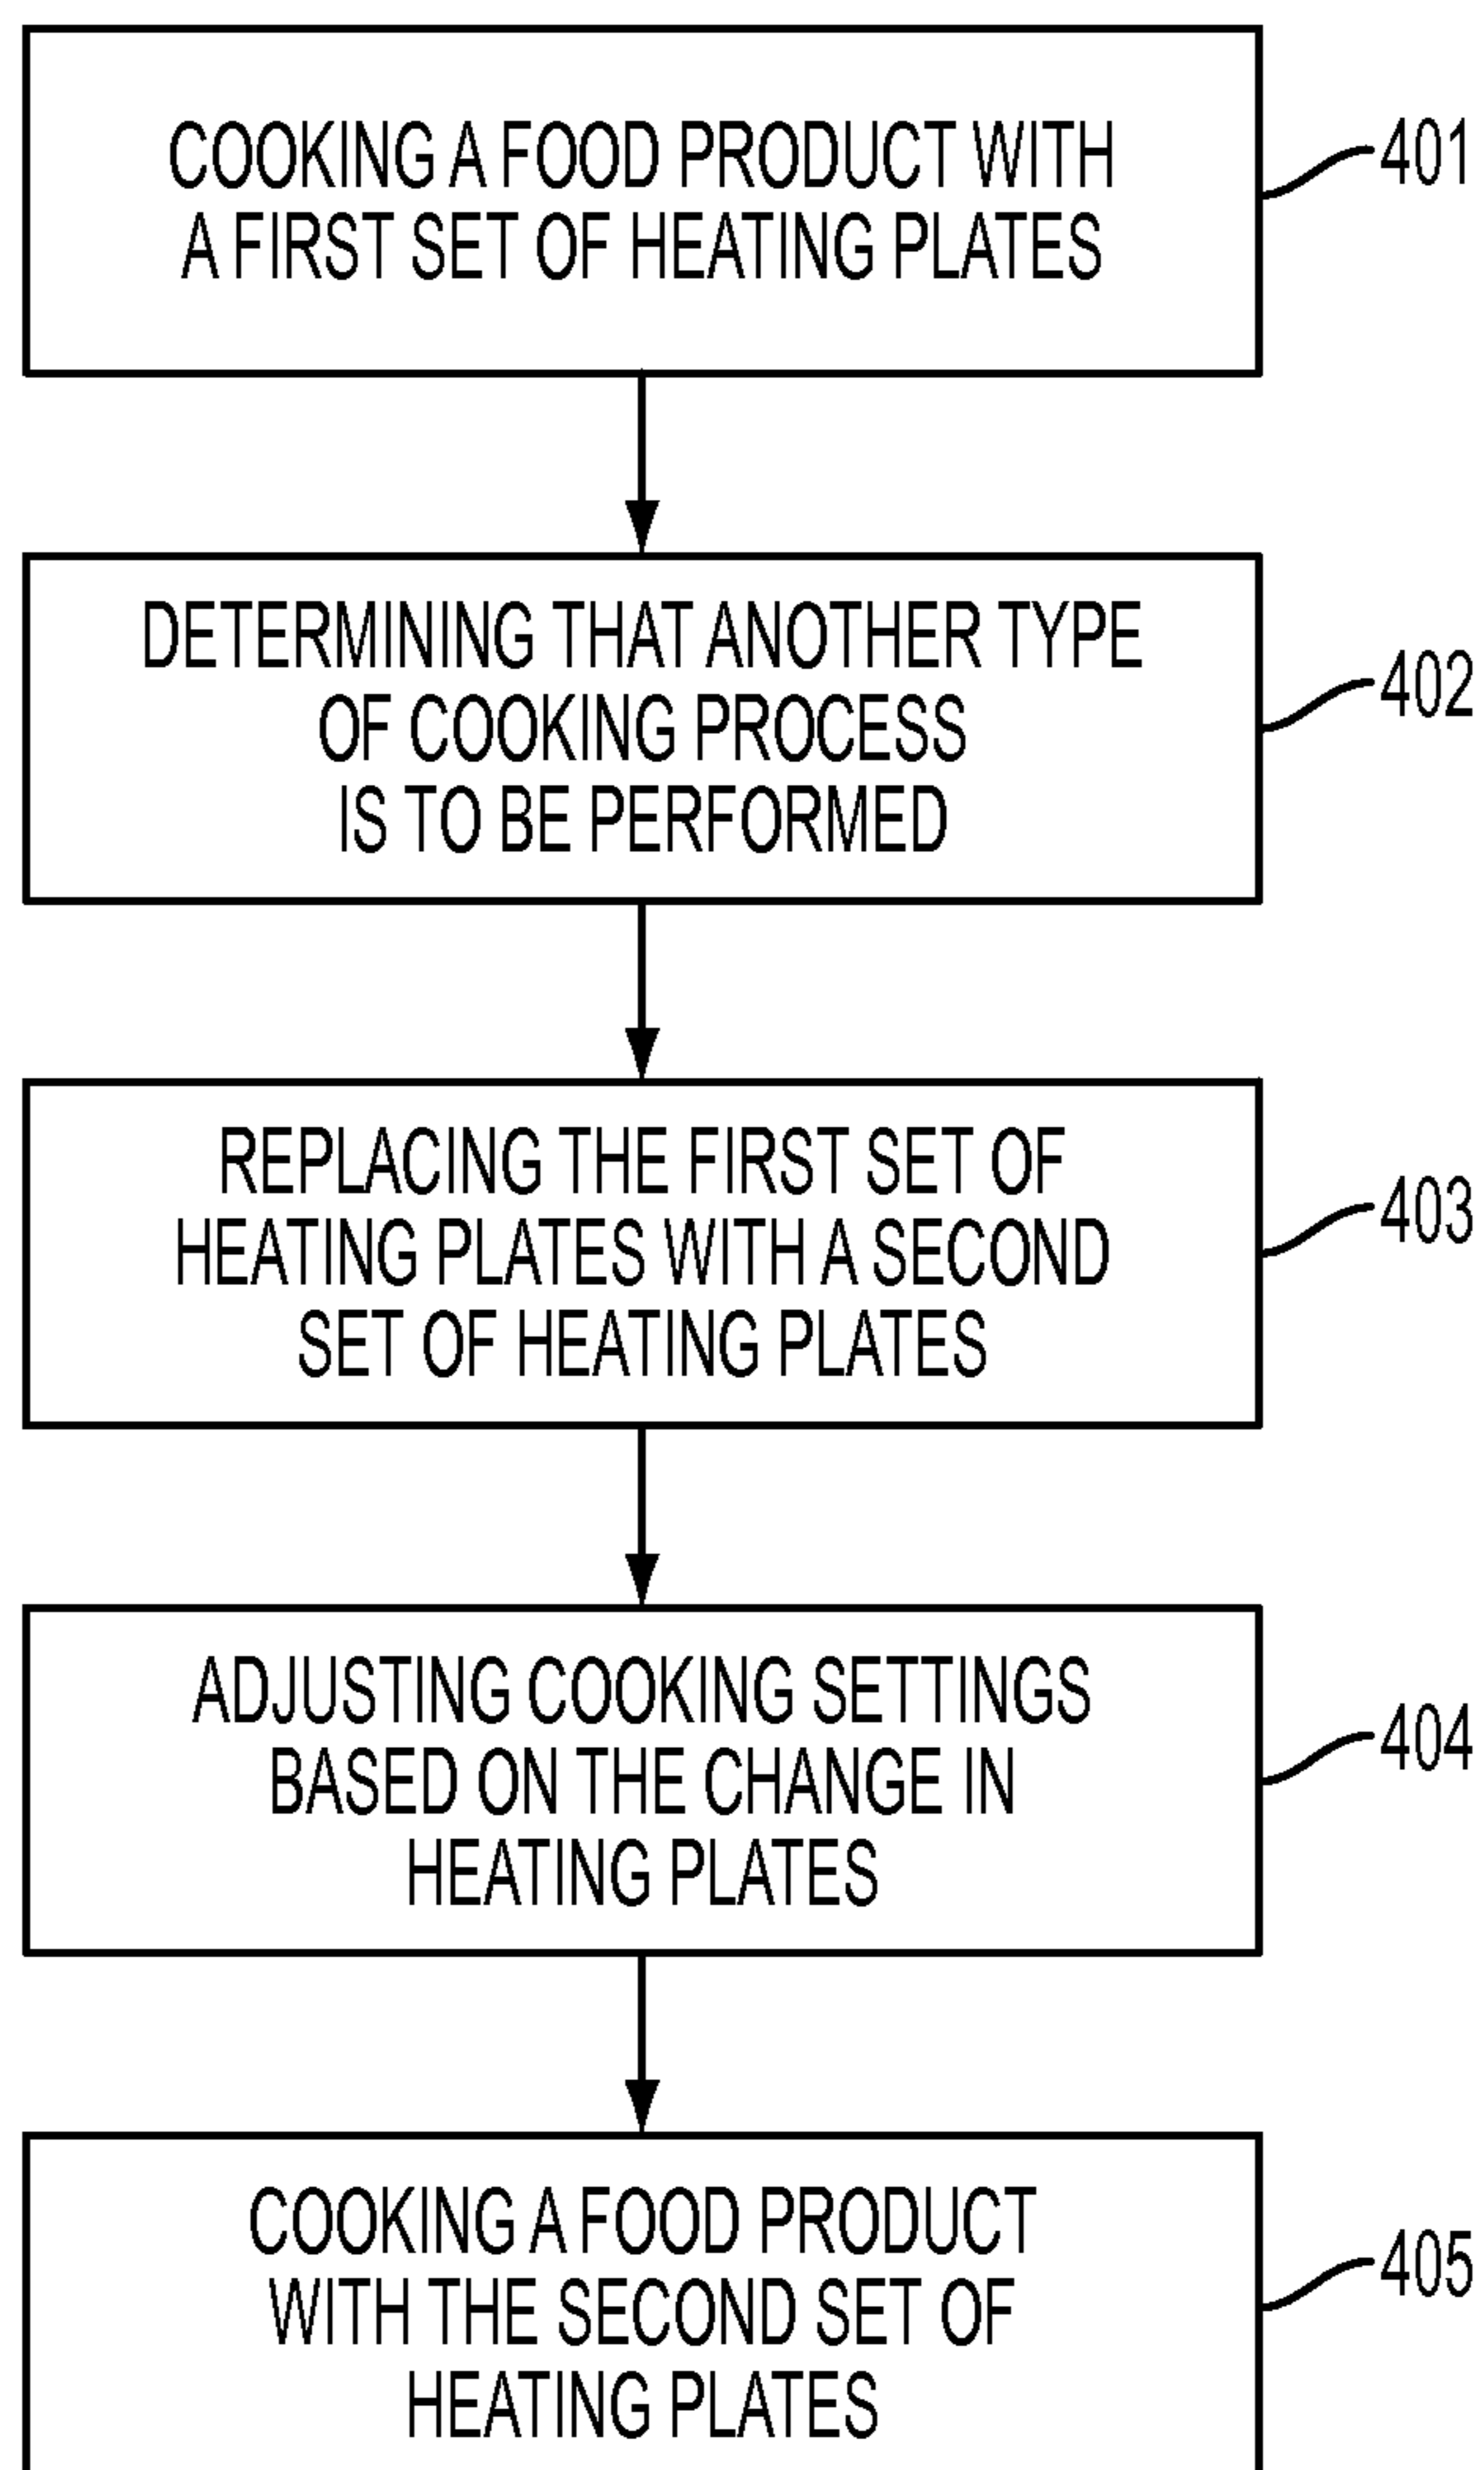 COOKING A FOOD PRODUCT WITH
A FIRST SET OF HEATING PLATES
401
DETERMINING THAT ANOTHER TYPE
OF COOKING PROCESS
IS TO BE PERFORMED
402
REPLACING THE FIRST SET OF
HEATING PLATES WITH A SECOND
SET OF HEATING PLATES
403
ADJUSTING COOKING SETTINGS
BASED ON THE CHANGE IN
HEATING PLATES
404
COOKING A FOOD PRODUCT
WITH THE SECOND SET OF
HEATING PLATES
405